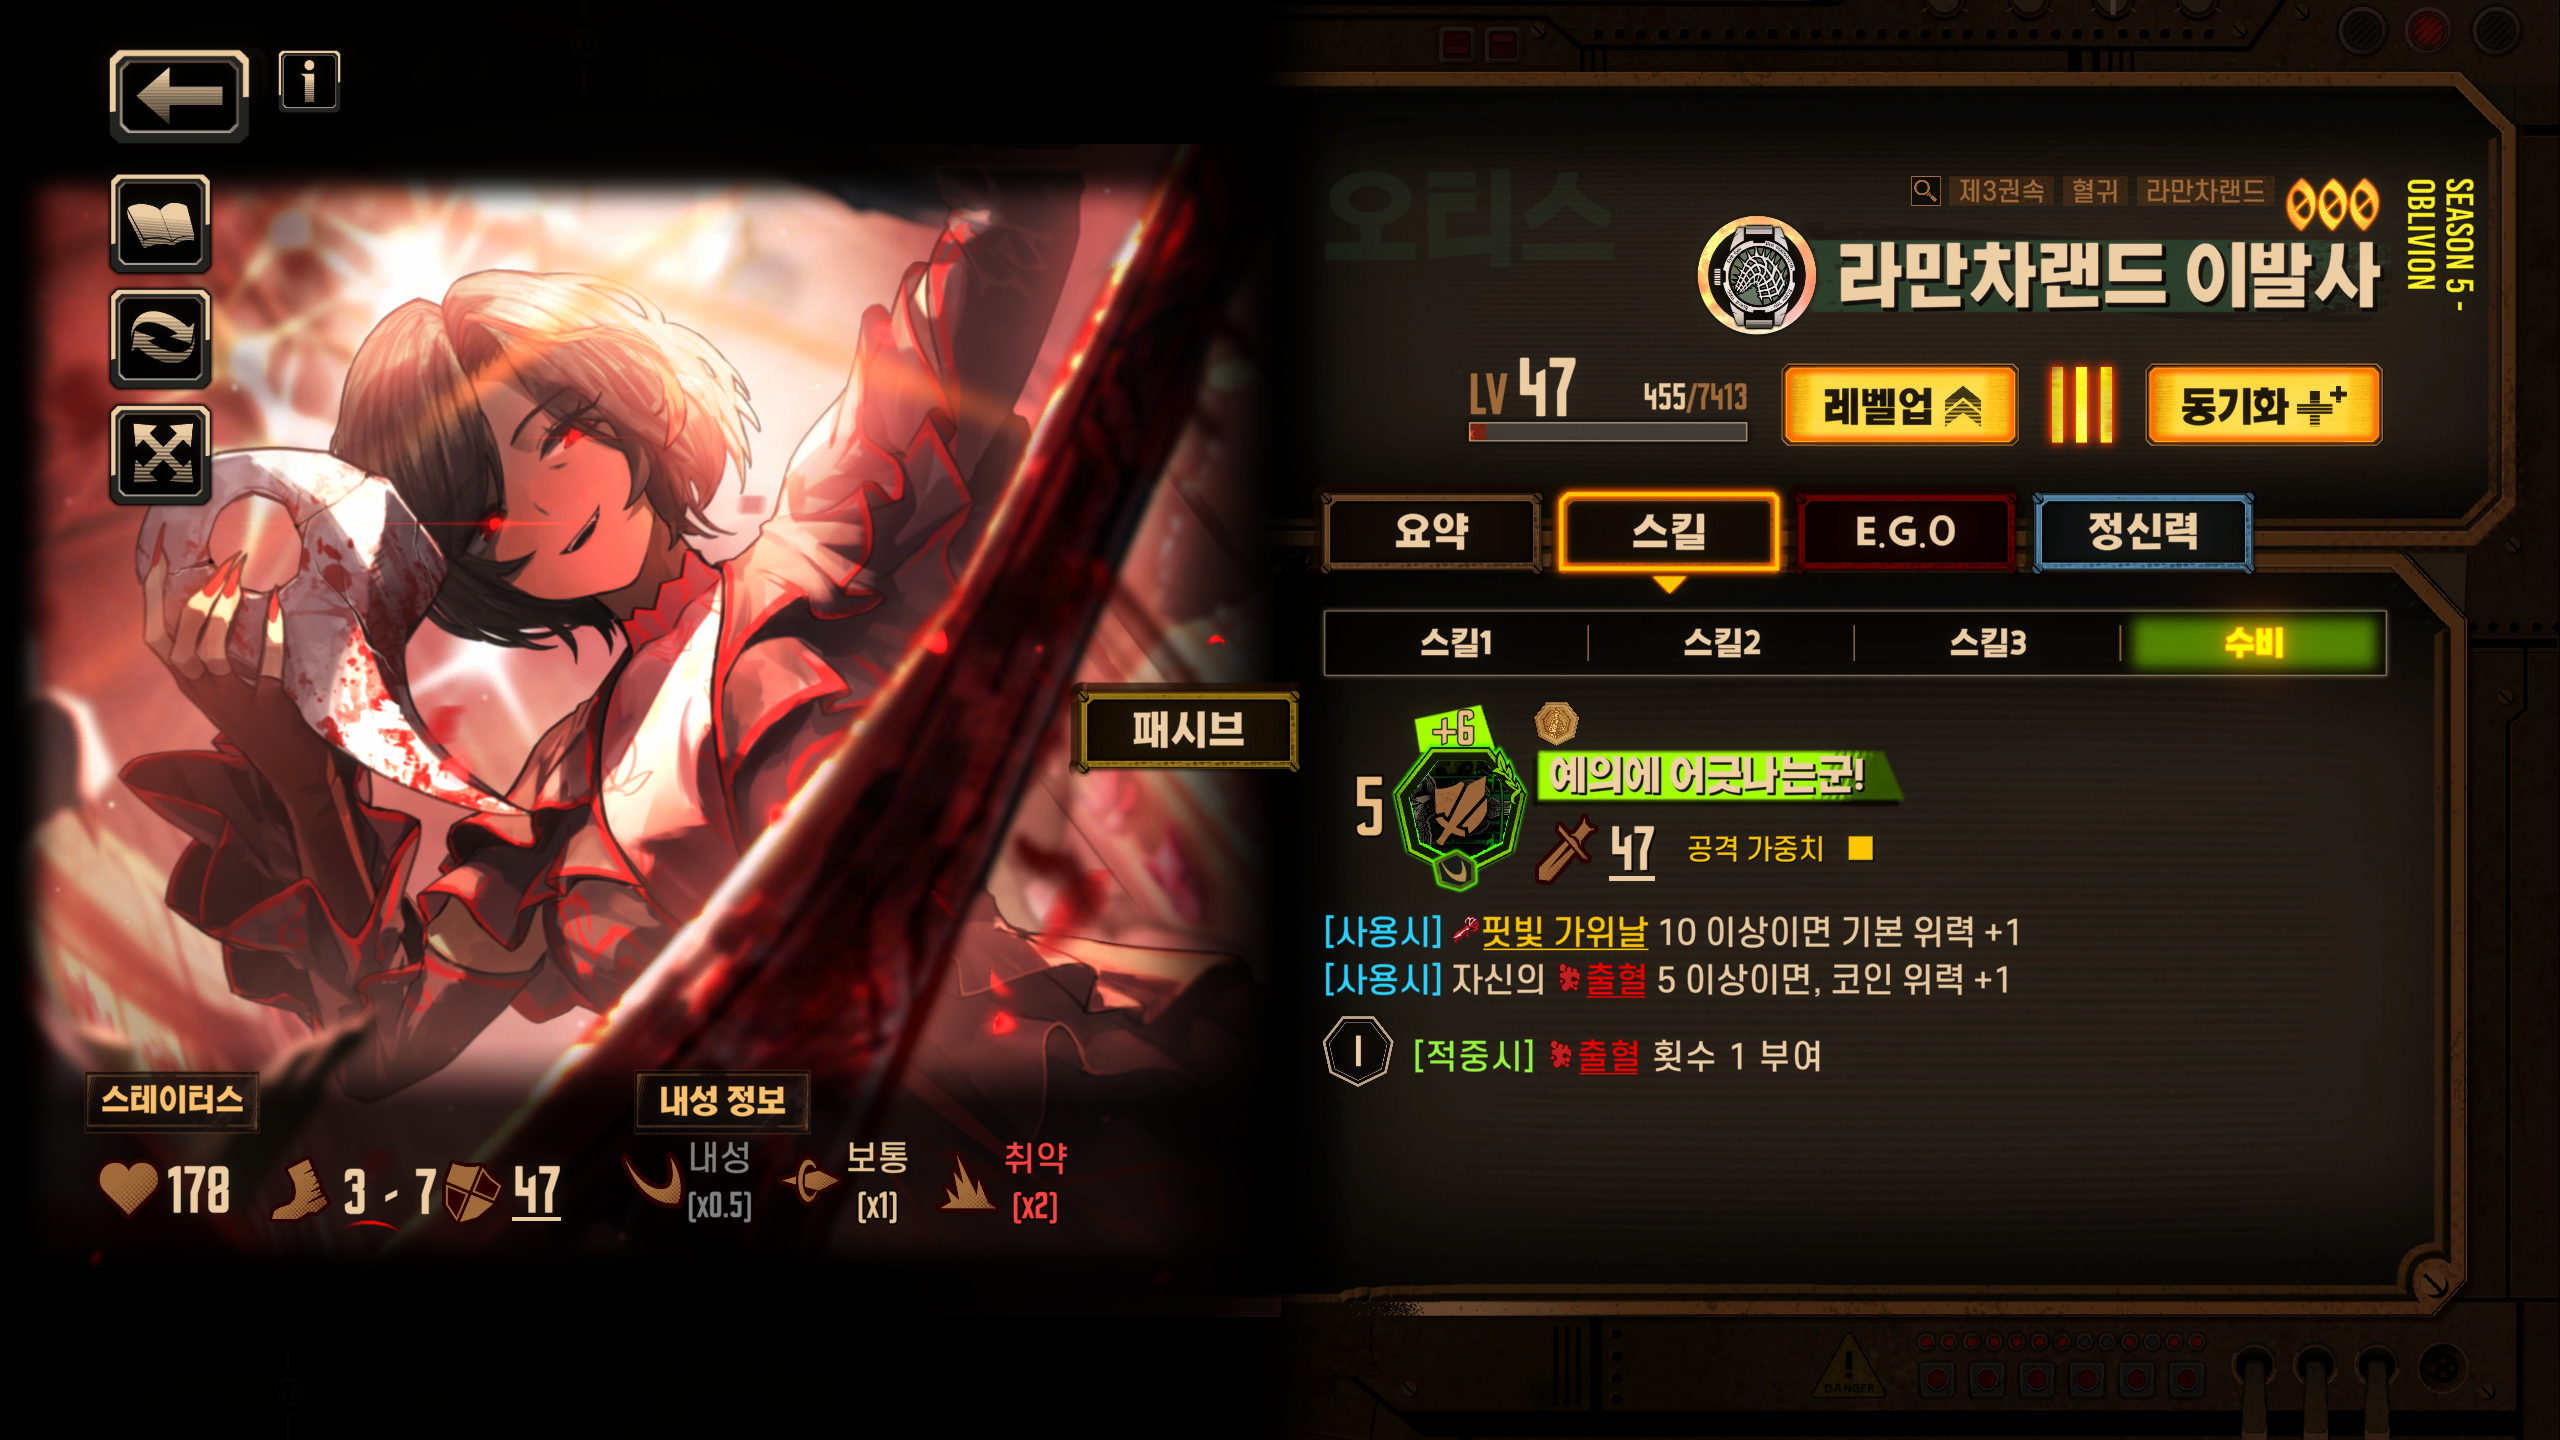 오티스
제3권속 혈귀 라만차랜드
000
라만차랜드 이발사
SEASON 5 -
OBLIVION
LV 47 455/7413
레벨업
III
동기화
요약 스킬 E.G.O 정신력
스킬1 스킬2 스킬3 수비
패시브
+6
5
예의에 어긋나는군!
47 공격 가중치
[사용시] 핏빛 가위날 10 이상이면 기본 위력 +1
[사용시] 자신의 출혈 5 이상이면, 코인 위력 +1
I [적중시] 출혈 횟수 1 부여
스테이터스
178 3 - 7 47
내성 정보
내성 [x0.5]
보통 [x1]
취약 [x2]
DANGER